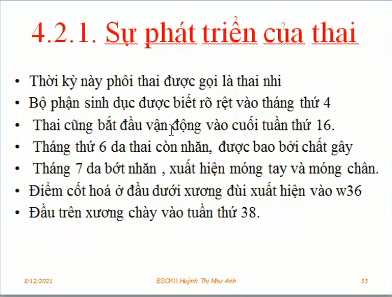 4.2.1. Sự phát triển của thai
• Thời kỳ này phôi thai được gọi là thai nhi
• Bộ phận sinh dục được biết rõ rệt vào tháng thứ 4
• Thai cũng bắt đầu vận động vào cuối tuần thứ 16.
• Tháng thứ 6 da thai còn nhăn, được bao bởi chất gây
• Tháng 7 da bớt nhăn , xuất hiện móng tay và móng chân.
• Điểm cốt hoá ở đầu dưới xương đùi xuất hiện vào w36
• Đầu trên xương chày vào tuần thứ 38.
8/12/2021 BSCKII.Huỳnh Thị Như Anh 35